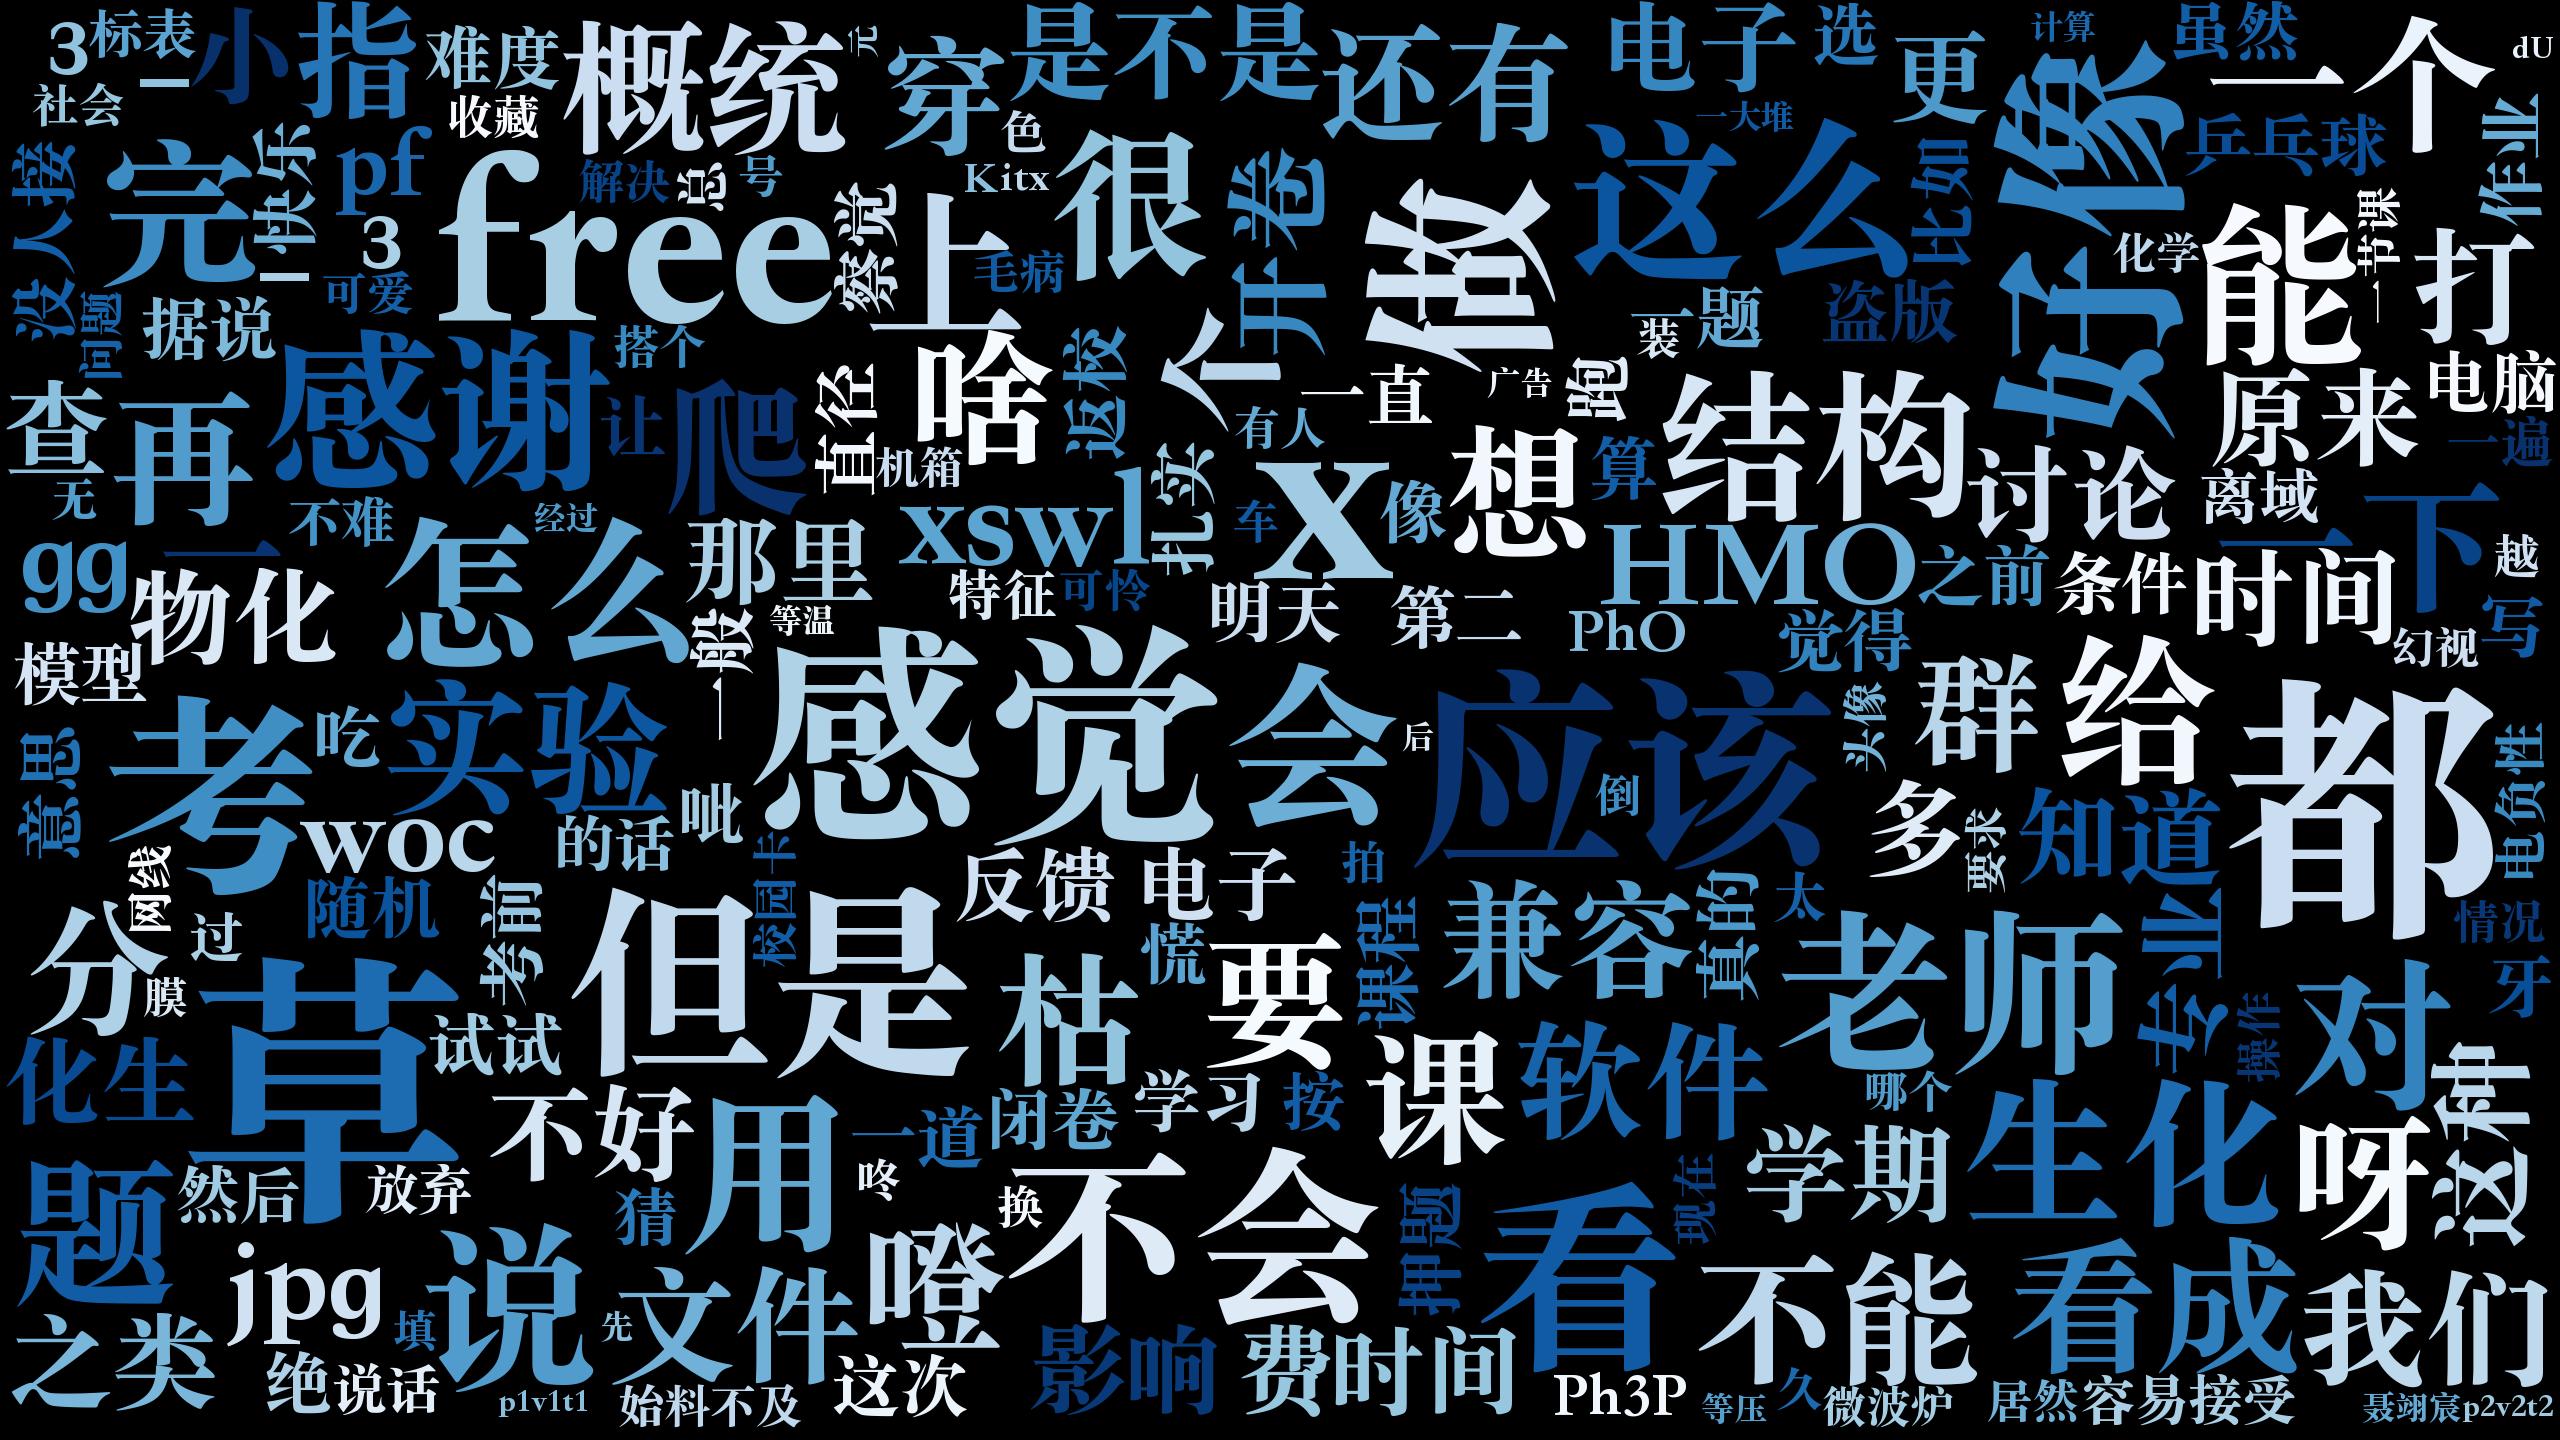 3
标表
小
指
难度
概统
元
穿
是不是
还有
电子
选
更
计算
虽然
一个
dU
社会
一
收藏
色
一大堆
好像
乒乓球
作业
没人接
完
快乐
pf
free
解决
总
号
察觉
上
Kitx
很
开卷
做
这么
比如
化学
能
一节课
打
3
可爱
毛病
个
一题
盗版
问题
据说
感谢
搭个
直径
啥
返校
一直
广告
跑
装
原来
电脑
查
再
让
爬
机箱
有人
想
算
结构
讨论
离域
一遍
无
不难
经过
xswl
扎实
车
X
像
HMO
之前
条件
时间
一下
越
gg
一
物化
怎么
那里
特征
可怜
明天
第二
PhO
觉得
幻视
写
模型
一般
等温
感觉
会
后
应该
倒
头像
群
给
都
电负性
意思
考
吃
实验
呲
的话
woc
多
要求
知道
网线
随机
考前
校园卡
反馈
电子
拍
兼容
真的
太
情况
分
膜
过
但是
枯
慌
要
课程
老师
专业
对
牙
化生
草
试试
操作
不好
用
一道
闭卷
学习
按
课
软件
哪个
生化
这种
题
然后
放弃
猜
咚
换
不会
押题
看
现在
学期
呀
jpg
填
说
先
文件
噔
立
不能
看成
我们
之类
绝
说话
p1v1t1
始料不及
这次
影响
费时间
Ph3P
等压
久
微波炉
居然
容易
接受
聂翊宸
p2v2t2